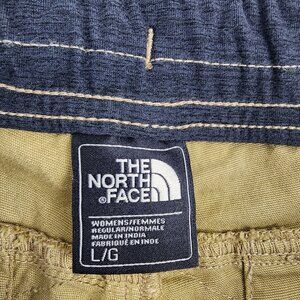 THE
NORTH
®FACE
WOMENS/FEMMES
REGULAR/NORMALE
MADE IN INDIA
FABRIQUÉ EN INDE
L/G